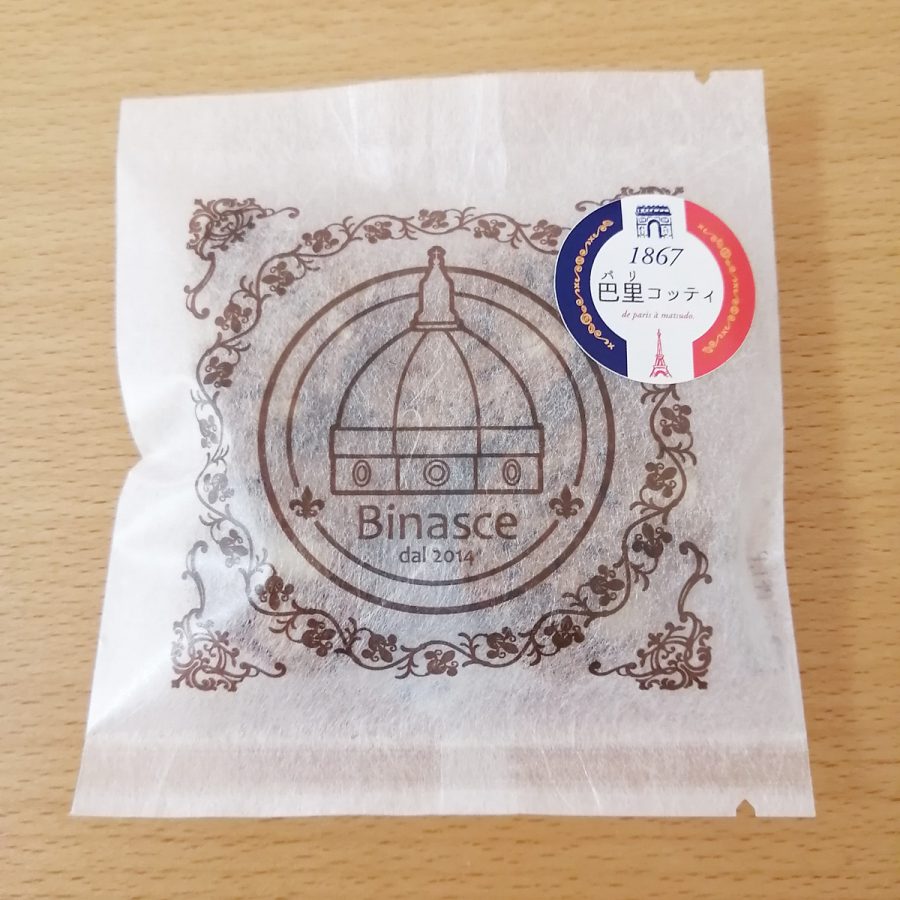 1867
パリ
巴里コッティ
de paris à matsudo.
Binasce
dal 2014